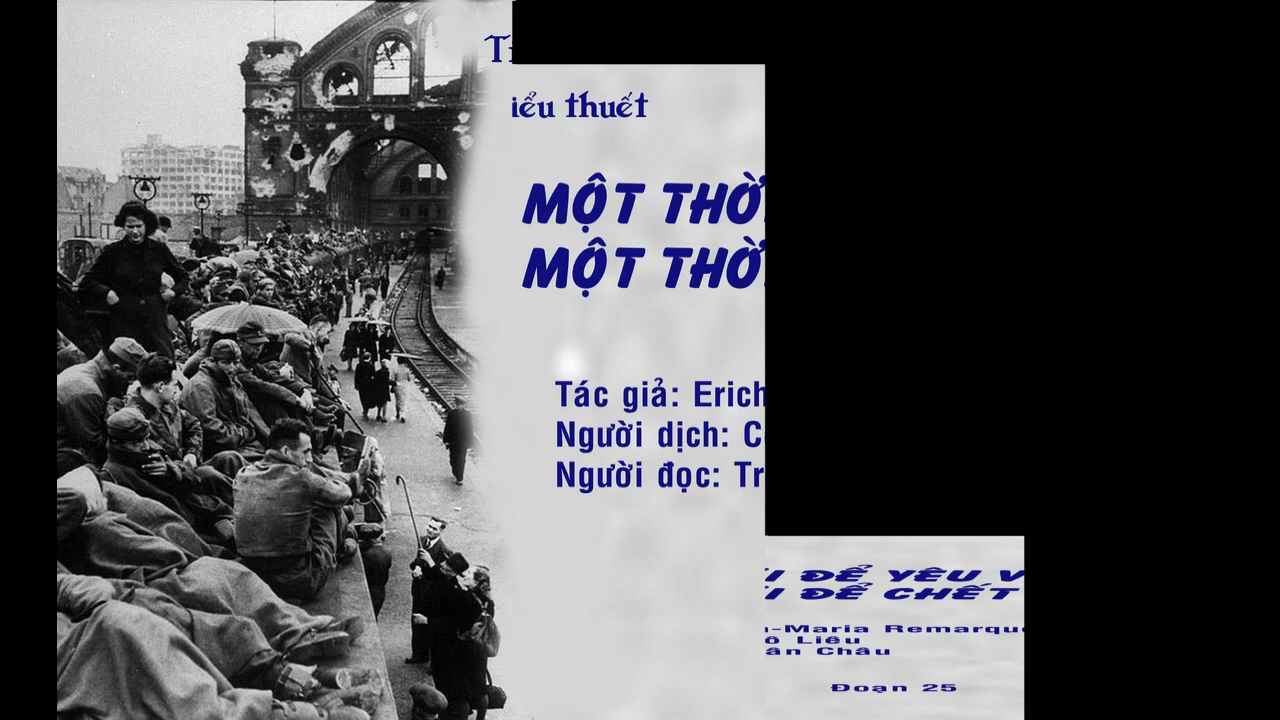 iểu thuết
MỘT THỜ
MỘT THỜ
Tác giả: Erich
Người dịch: C
Người đọc: Tr
ĐỂ YÊU V
ĐỂ CHẾT
-Maria Remarque
ô Liêu
ân Châu
Đoạn 25